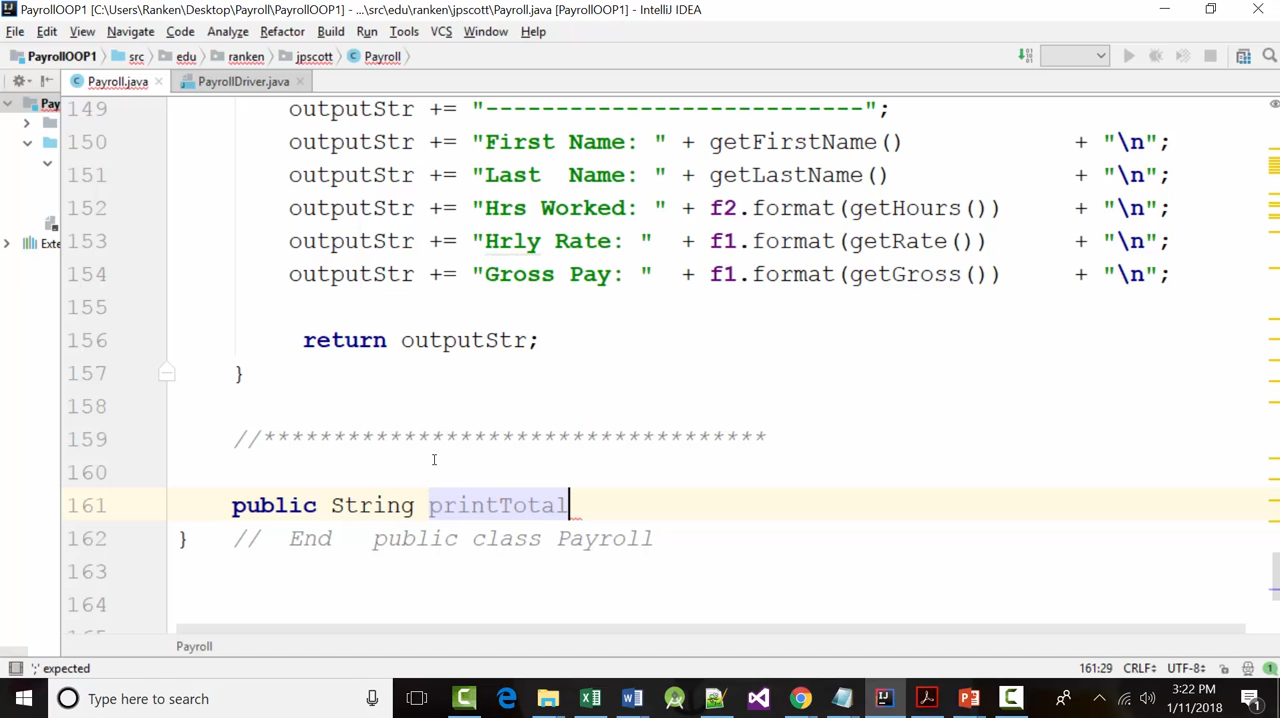 PayrollOOP1 [C:\Users\Ranken\Desktop\Payroll\PayrollOOP1] - ...\src\edu\ranken\jpscott\Payroll.java [PayrollOOP1] - IntelliJ IDEA
File Edit View Navigate Code Analyze Refactor Build Run Tools VCS Window Help
PayrollOOP1 src edu ranken jpscott Payroll
Payroll.java PayrollDriver.java
Pay
Exte
149 outputStr += "---------------------------";
150 outputStr += "First Name: " + getFirstName() + "\n";
151 outputStr += "Last  Name: " + getLastName() + "\n";
152 outputStr += "Hrs Worked: " + f2.format(getHours()) + "\n";
153 outputStr += "Hrly Rate: " + f1.format(getRate()) + "\n";
154 outputStr += "Gross Pay: " + f1.format(getGross()) + "\n";
155
156 return outputStr;
157 }
158
159 //************************************
160
161 public String printTotal
162 } // End public class Payroll
163
164
Payroll
';' expected 161:29 CRLF UTF-8 1
Type here to search
3:22 PM
1/11/2018
1